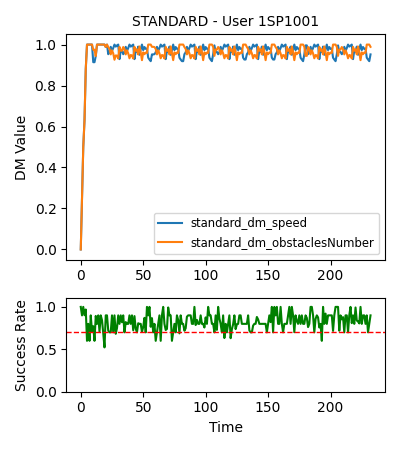 STANDARD - User 1SP1001
DM Value
1.0
0.8
0.6
0.4
0.2
0.0
standard_dm_speed
standard_dm_obstaclesNumber
0 50 100 150 200
Success Rate
1.0
0.5
0.0
0 50 100 150 200
Time